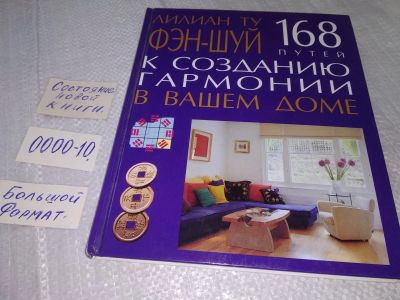 ЛИЛИАН ТУ
ФЭН-ШУЙ
168
ПУТЕЙ
К СОЗДАНИЮ
ГАРМОНИИ
В ВАШЕМ ДОМЕ
Состояние
новой
книги.
0000-10,
Большой
Формат.